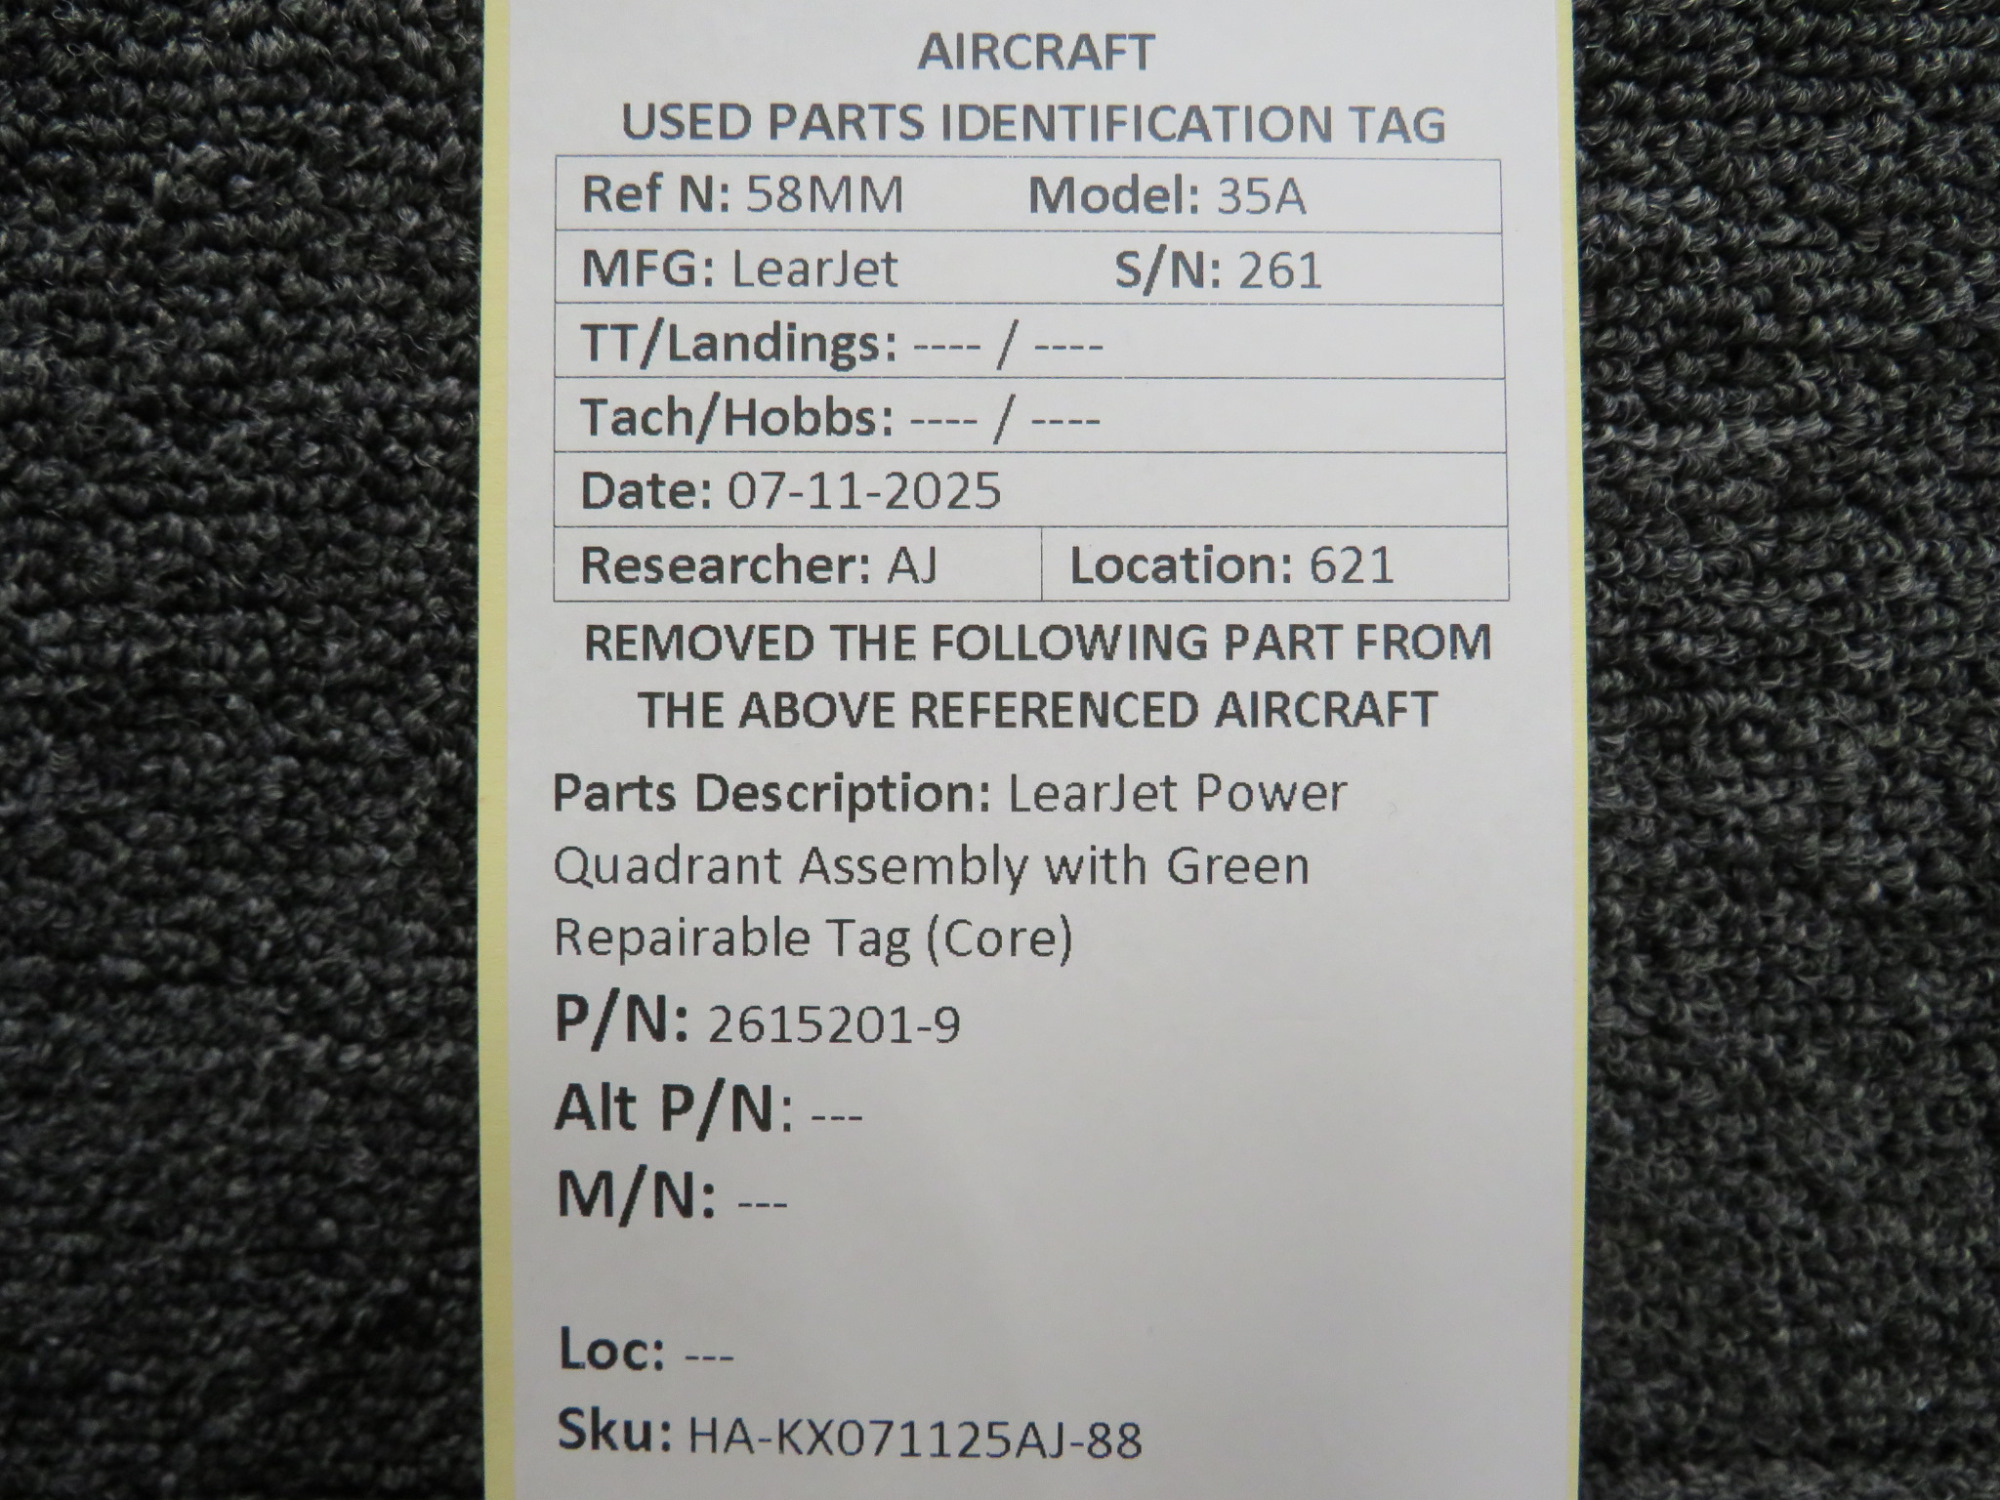 AIRCRAFT
USED PARTS IDENTIFICATION TAG
Ref N: 58MM Model: 35A
MFG: LearJet S/N: 261
TT/Landings: ---- / ----
Tach/Hobbs: ---- / ----
Date: 07-11-2025
Researcher: AJ Location: 621
REMOVED THE FOLLOWING PART FROM
THE ABOVE REFERENCED AIRCRAFT
Parts Description: LearJet Power
Quadrant Assembly with Green
Repairable Tag (Core)
P/N: 2615201-9
Alt P/N: ---
M/N: ---
Loc: ---
Sku: HA-KX071125AJ-88